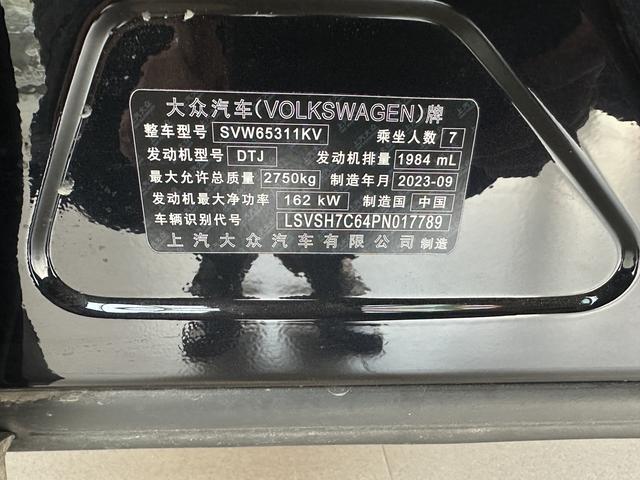 大众汽车(VOLKSWAGEN)牌
整车型号 SVW65311KV 乘坐人数 7
发动机型号 DTJ 发动机排量 1984 mL
最大允许总质量 2750kg 制造年月 2023-09
发动机最大净功率 162 kW 制造国 中国
车辆识别代号 LSVSH7C64PN017789
上汽大众汽车有限公司 制造